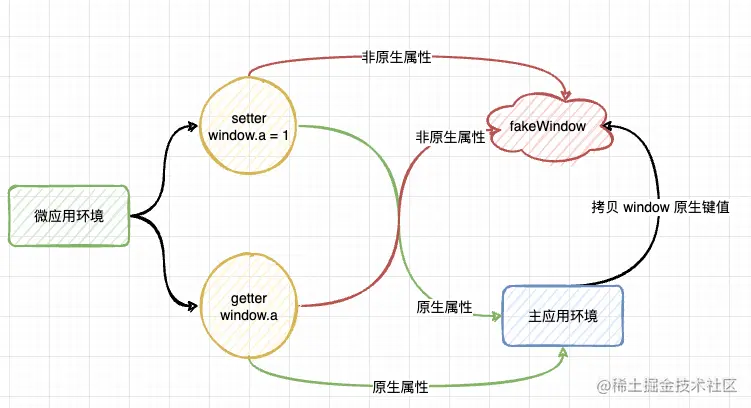 非原生属性
setter
window.a = 1
fakeWindow
非原生属性
微应用环境
拷贝 window 原生键值
getter
window.a
原生属性
主应用环境
原生属性
@稀土掘金技术社区